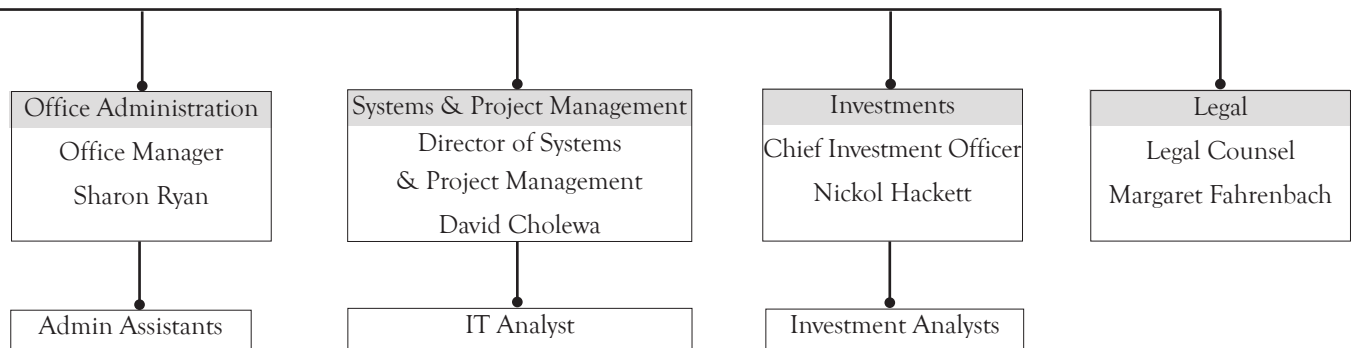 Office Administration
Office Manager
Sharon Ryan
Admin Assistants
Systems & Project Management
Director of Systems
& Project Management
David Cholewa
IT Analyst
Investments
Chief Investment Officer
Nickol Hackett
Investment Analysts
Legal
Legal Counsel
Margaret Fahrenbach